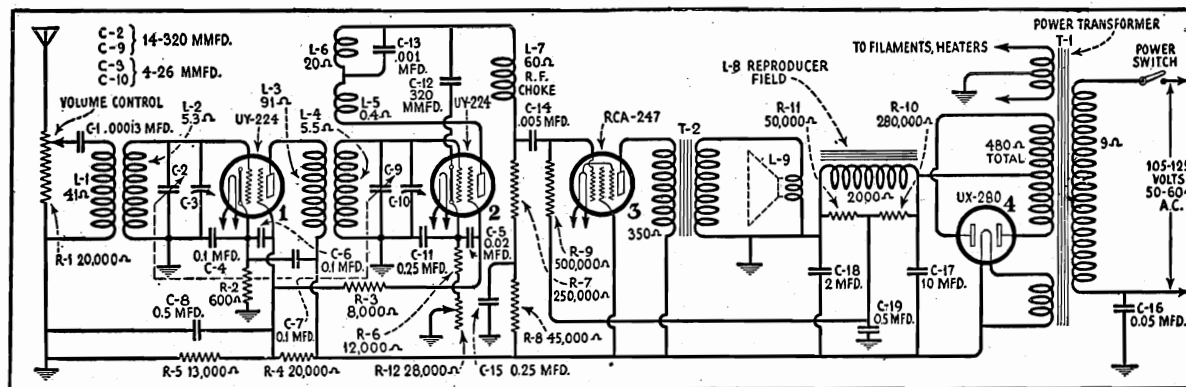 C-2
C-9
14-320 MMFD.
C-3
C-10
4-26 MMFD.
VOLUME CONTROL
C-1 .00013 MFD.
L-1
41Ω
R-1 20,000Ω
L-2
5.3Ω
C-2
C-3
L-3
91Ω
UY-224
1
0.1 MFD.
C-4
R-2
600Ω
C-8
0.5 MFD.
C-6
0.1 MFD.
C-7
0.1 MFD.
R-5 13,000Ω
R-4 20,000Ω
L-4
5.5Ω
L-6
20Ω
C-13
.001
MFD.
L-5
0.4Ω
C-12
320
MMFD.
UY-224
C-9
C-10
2
C-11
0.25 MFD.
C-5
0.02
MFD.
R-3
8,000Ω
R-6
12,000Ω
R-12 28,000Ω
C-15 0.25 MFD.
L-7
60Ω
R.F.
CHOKE
C-14
.005 MFD.
RCA-247
3
R-9
500,000Ω
R-7
250,000Ω
R-8 45,000Ω
350Ω
T-2
L-9
L-8 REPRODUCER
FIELD
R-11
50,000Ω
R-10
280,000Ω
2000Ω
C-18
2 MFD.
C-19
0.5 MFD.
C-17
10 MFD.
TO FILAMENTS, HEATERS
POWER TRANSFORMER
T-1
POWER
SWITCH
480Ω
TOTAL
9Ω
UX-280
4
105-125
VOLTS
50-60~
A.C.
C-16
0.05 MFD.